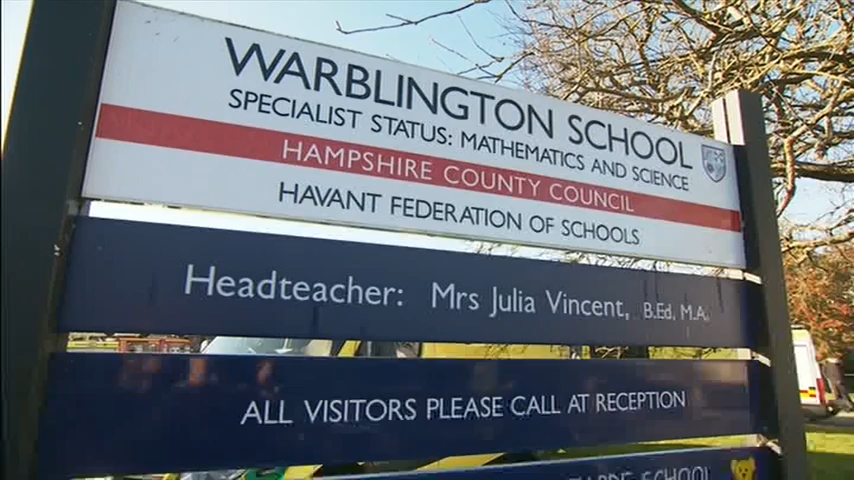 WARBLINGTON SCHOOL
SPECIALIST STATUS: MATHEMATICS AND SCIENCE
HAMPSHIRE COUNTY COUNCIL
HAVANT FEDERATION OF SCHOOLS
Headteacher: Mrs Julia Vincent, B.Ed, M.A.
ALL VISITORS PLEASE CALL AT RECEPTION
SCHOOL